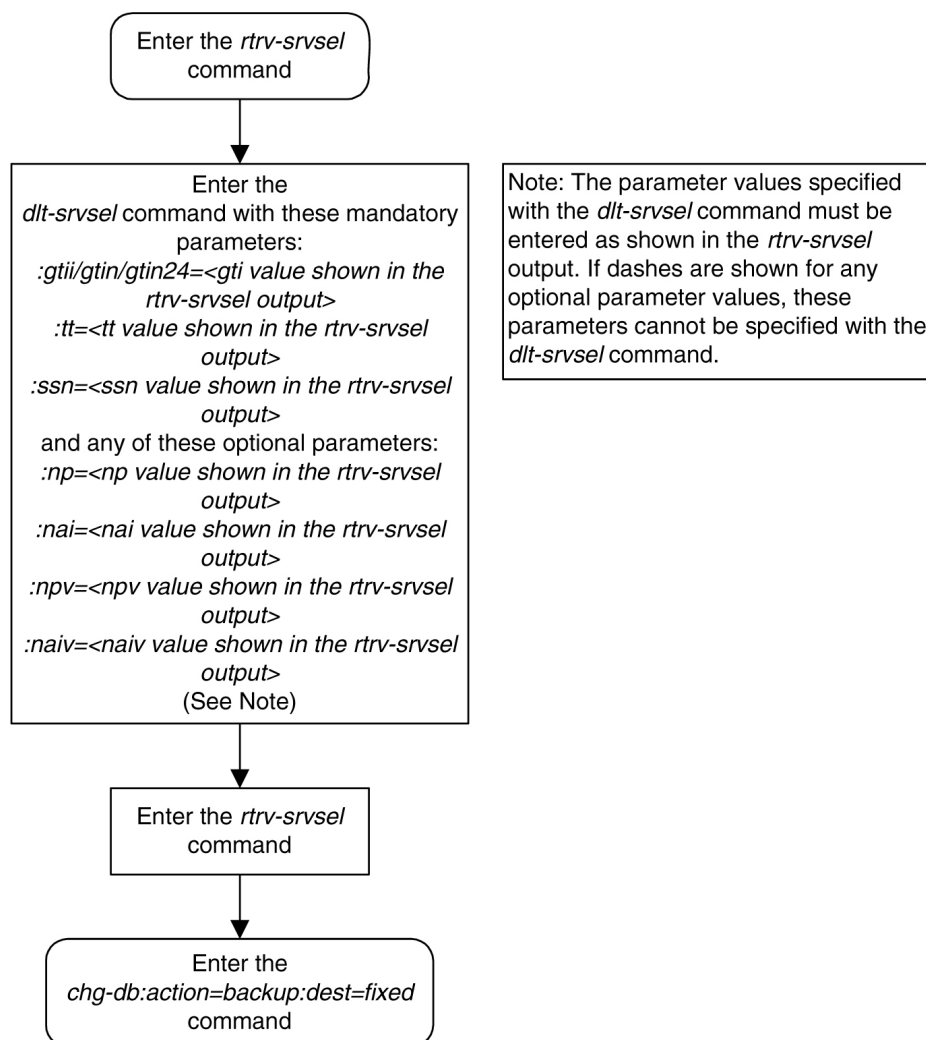 Enter the rtrv-srvsel
command
Enter the
dlt-srvsel command with these mandatory
parameters:
:gtii/gtin/gtin24=<gti value shown in the
rtrv-srvsel output>
:tt=<tt value shown in the rtrv-srvsel
output>
:ssn=<ssn value shown in the rtrv-srvsel
output>
and any of these optional parameters:
:np=<np value shown in the rtrv-srvsel
output>
:nai=<nai value shown in the rtrv-srvsel
output>
:npv=<npv value shown in the rtrv-srvsel
output>
:naiv=<naiv value shown in the rtrv-srvsel
output>
(See Note)
Note: The parameter values specified
with the dlt-srvsel command must be
entered as shown in the rtrv-srvsel
output. If dashes are shown for any
optional parameter values, these
parameters cannot be specified with the
dlt-srvsel command.
Enter the rtrv-srvsel
command
Enter the
chg-db:action=backup:dest=fixed
command